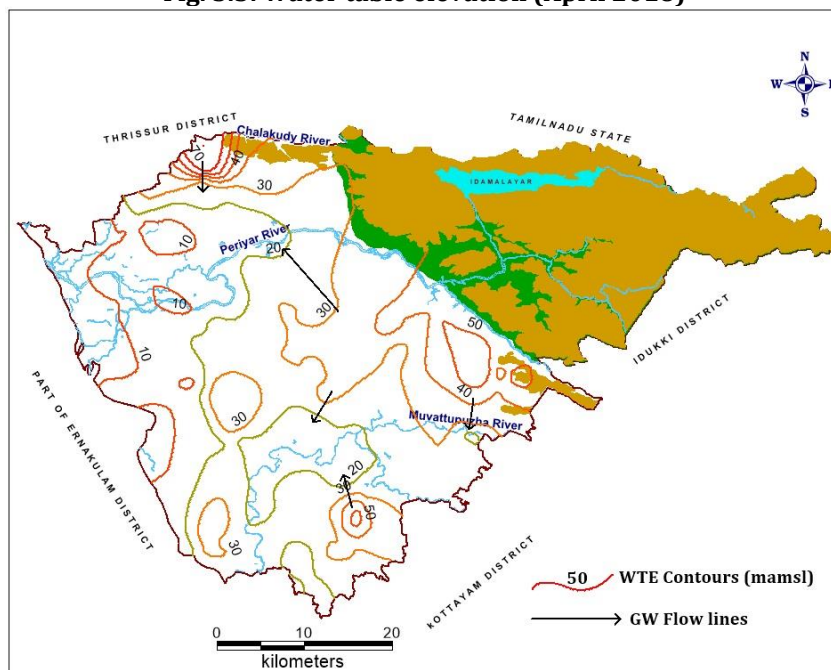 N
W E
S
THRISSUR DISTRICT
Chalakudy River
TAMILNADU STATE
70
40
30
IDAMALAYAR
10
Periyar River
20
10
30
50
IDUKKI DISTRICT
10
40
30
Muvattupuzha River
PART OF ERNAKULAM DISTRICT
20
30
50
30
KOTTAYAM DISTRICT
50 WTE Contours (mamsl)
GW Flow lines
0 10 20
kilometers